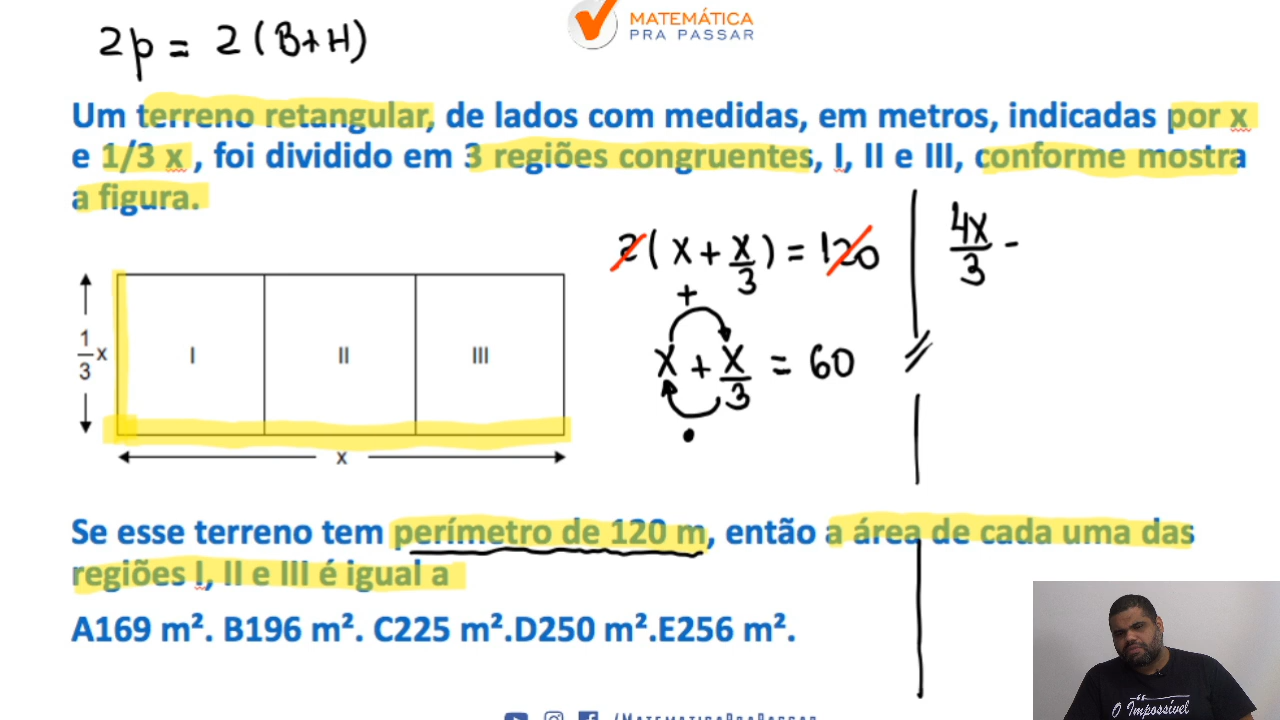 2p = 2(B+H)
MATEMÁTICA
PRA PASSAR
Um terreno retangular, de lados com medidas, em metros, indicadas por x
e 1/3 x , foi dividido em 3 regiões congruentes, I, II e III, conforme mostra
a figura.
2(x + x/3) = 120
4x/3 -
+
x + x/3 = 60
1/3 x
I
II
III
x
Se esse terreno tem perímetro de 120 m, então a área de cada uma das
regiões I, II e III é igual a
A169 m². B196 m². C225 m².D250 m².E256 m².
O Impossível
/MATEMATICAPRAPASSAR